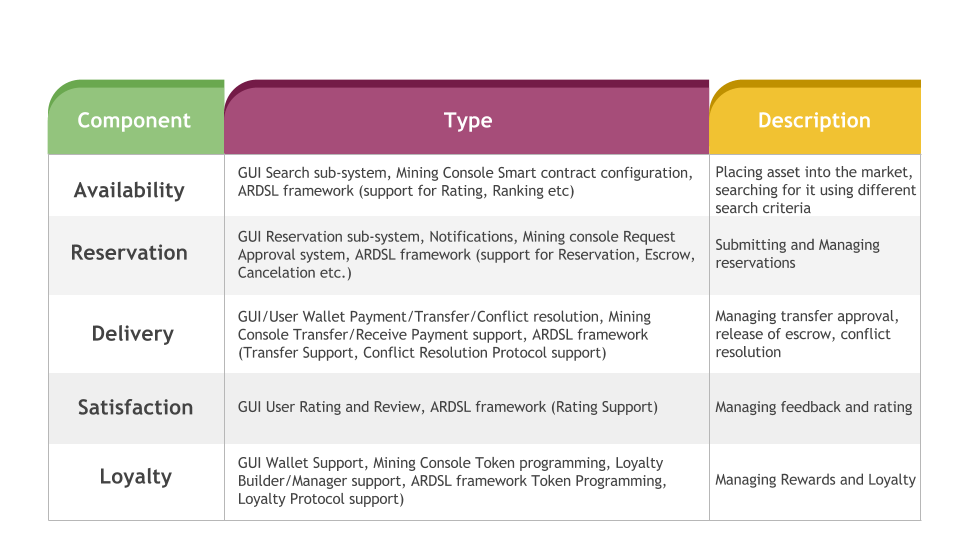 Component
Type
Description
Availability
GUI Search sub-system, Mining Console Smart contract configuration,
ARDSL framework (support for Rating, Ranking etc)
Placing asset into the market,
searching for it using different
search criteria
Reservation
GUI Reservation sub-system, Notifications, Mining console Request
Approval system, ARDSL framework (support for Reservation, Escrow,
Cancelation etc.)
Submitting and Managing
reservations
Delivery
GUI/User Wallet Payment/Transfer/Conflict resolution, Mining
Console Transfer/Receive Payment support, ARDSL framework
(Transfer Support, Conflict Resolution Protocol support)
Managing transfer approval,
release of escrow, conflict
resolution
Satisfaction
GUI User Rating and Review, ARDSL framework (Rating Support)
Managing feedback and rating
Loyalty
GUI Wallet Support, Mining Console Token programming, Loyalty
Builder/Manager support, ARDSL framework Token Programming,
Loyalty Protocol support)
Managing Rewards and Loyalty